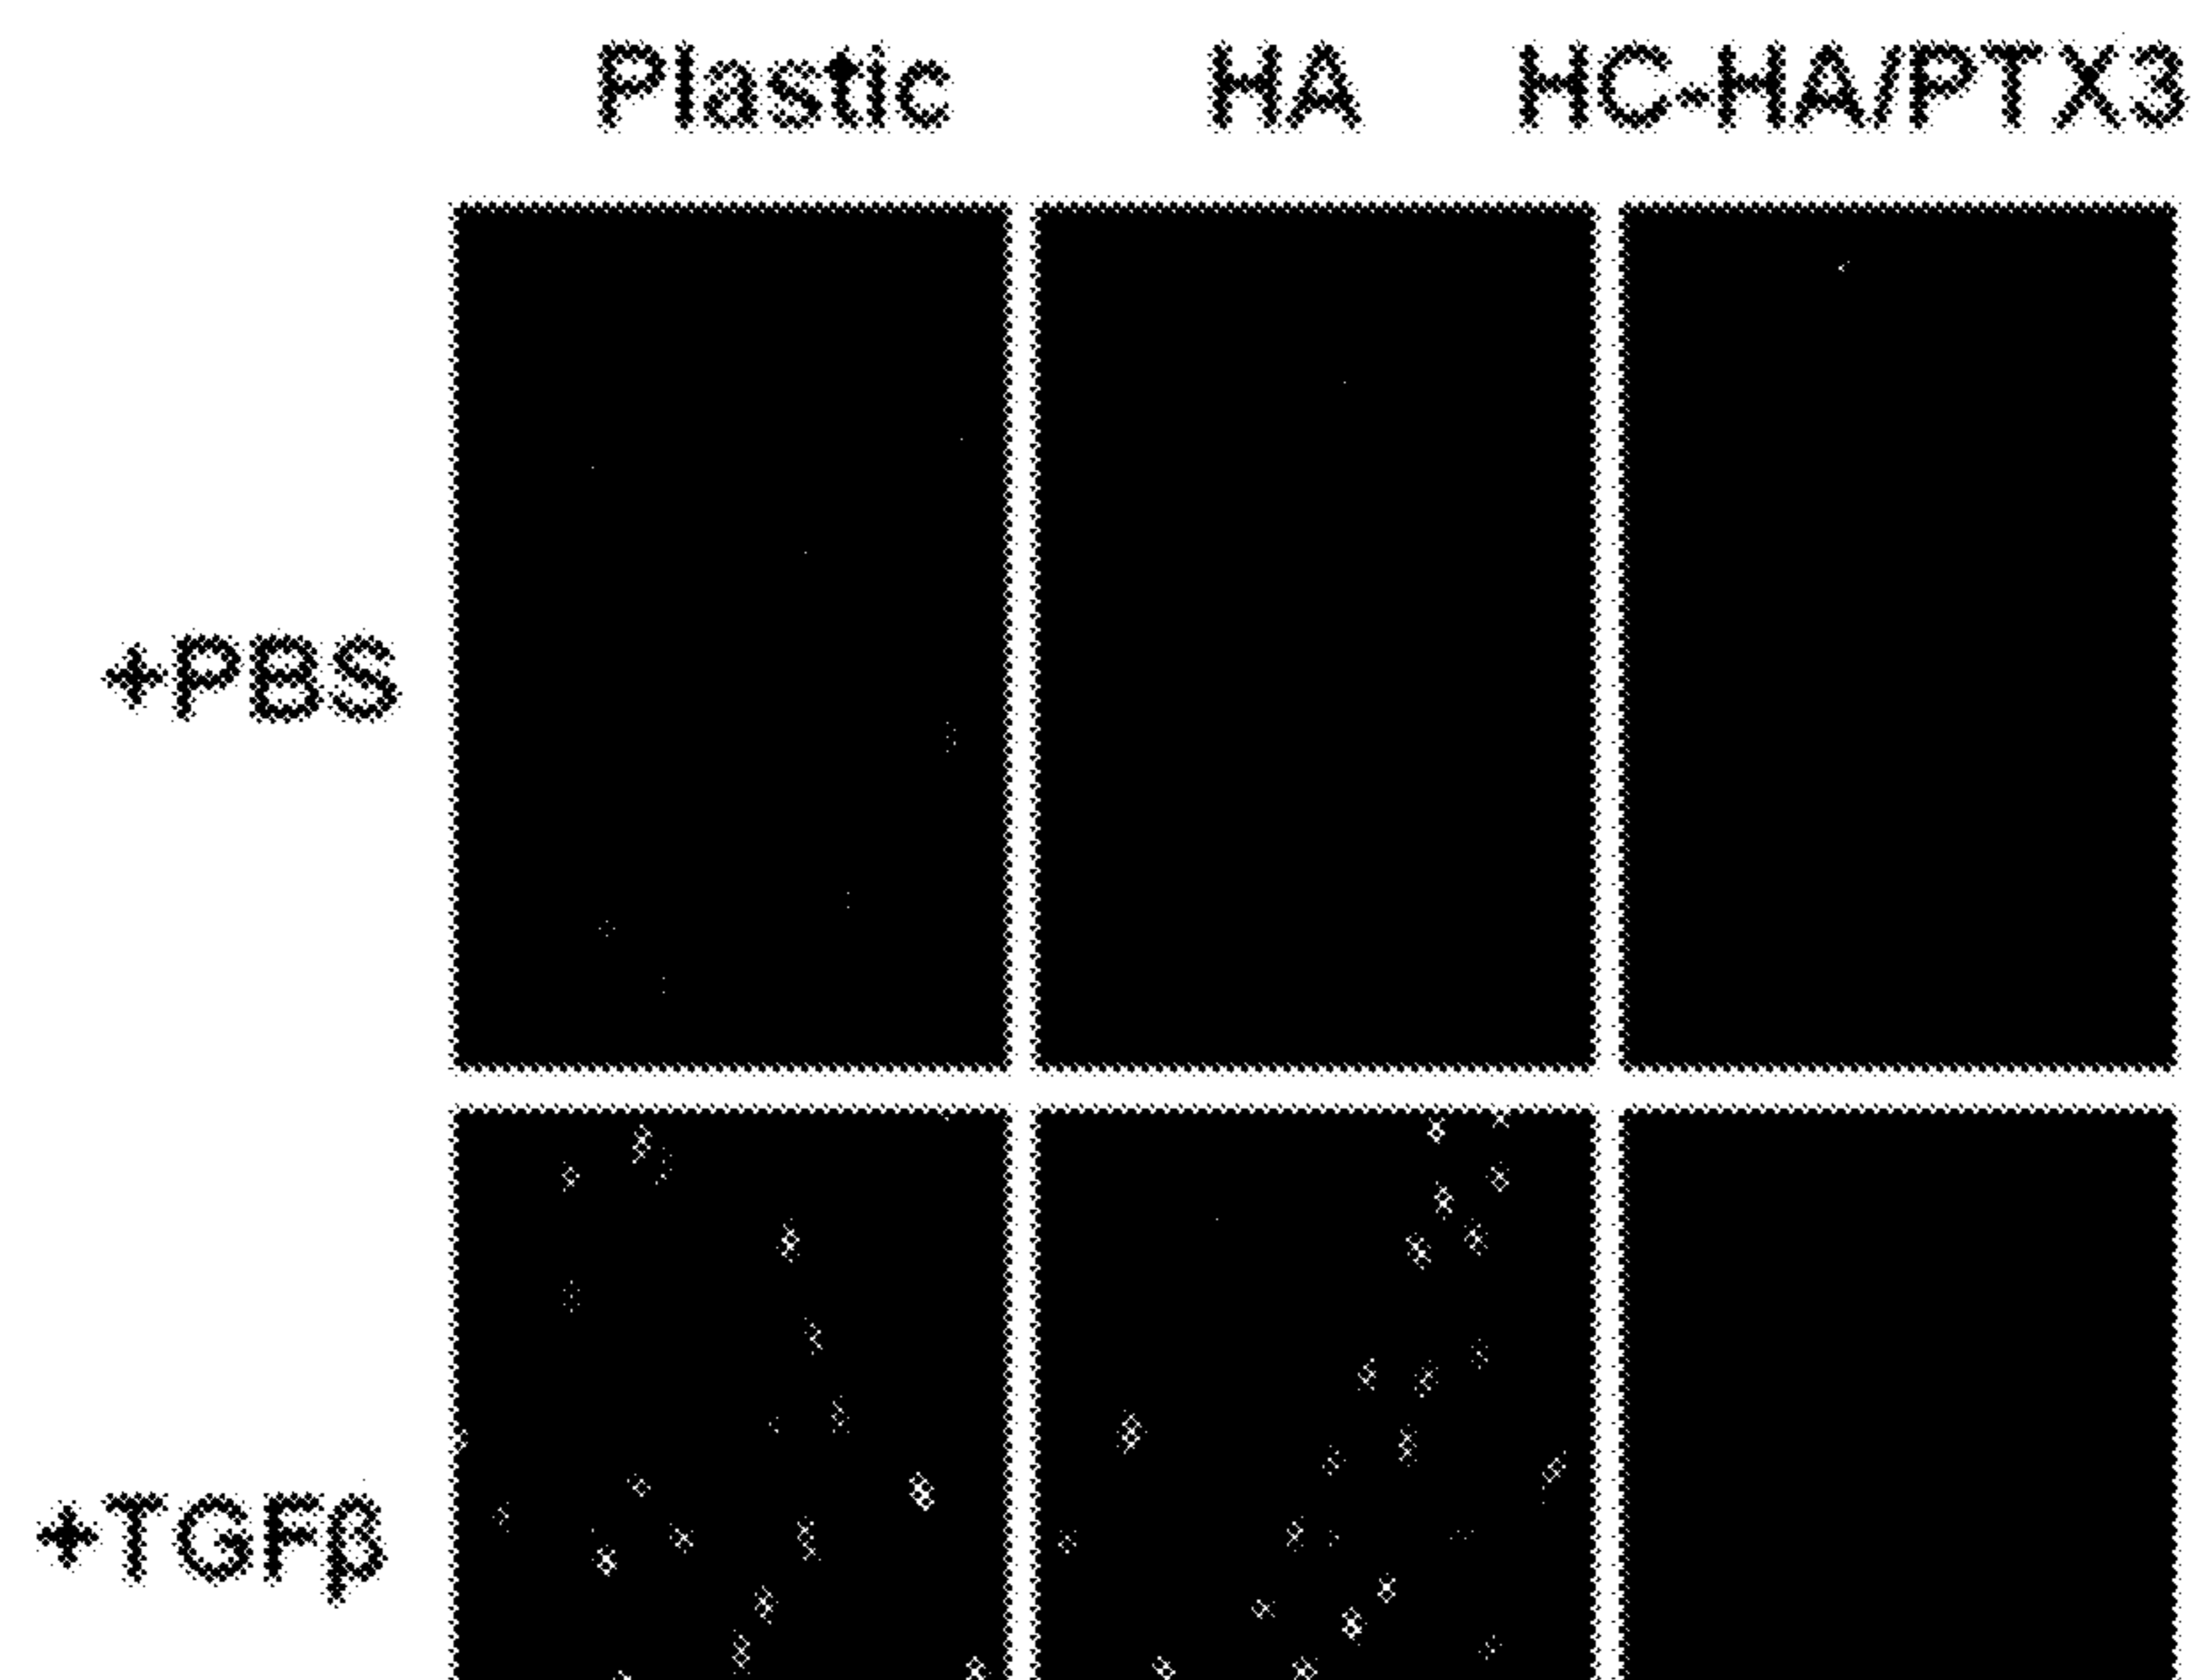 Plastic HA HC-HA/PTX3
+PBS
+TGFβ